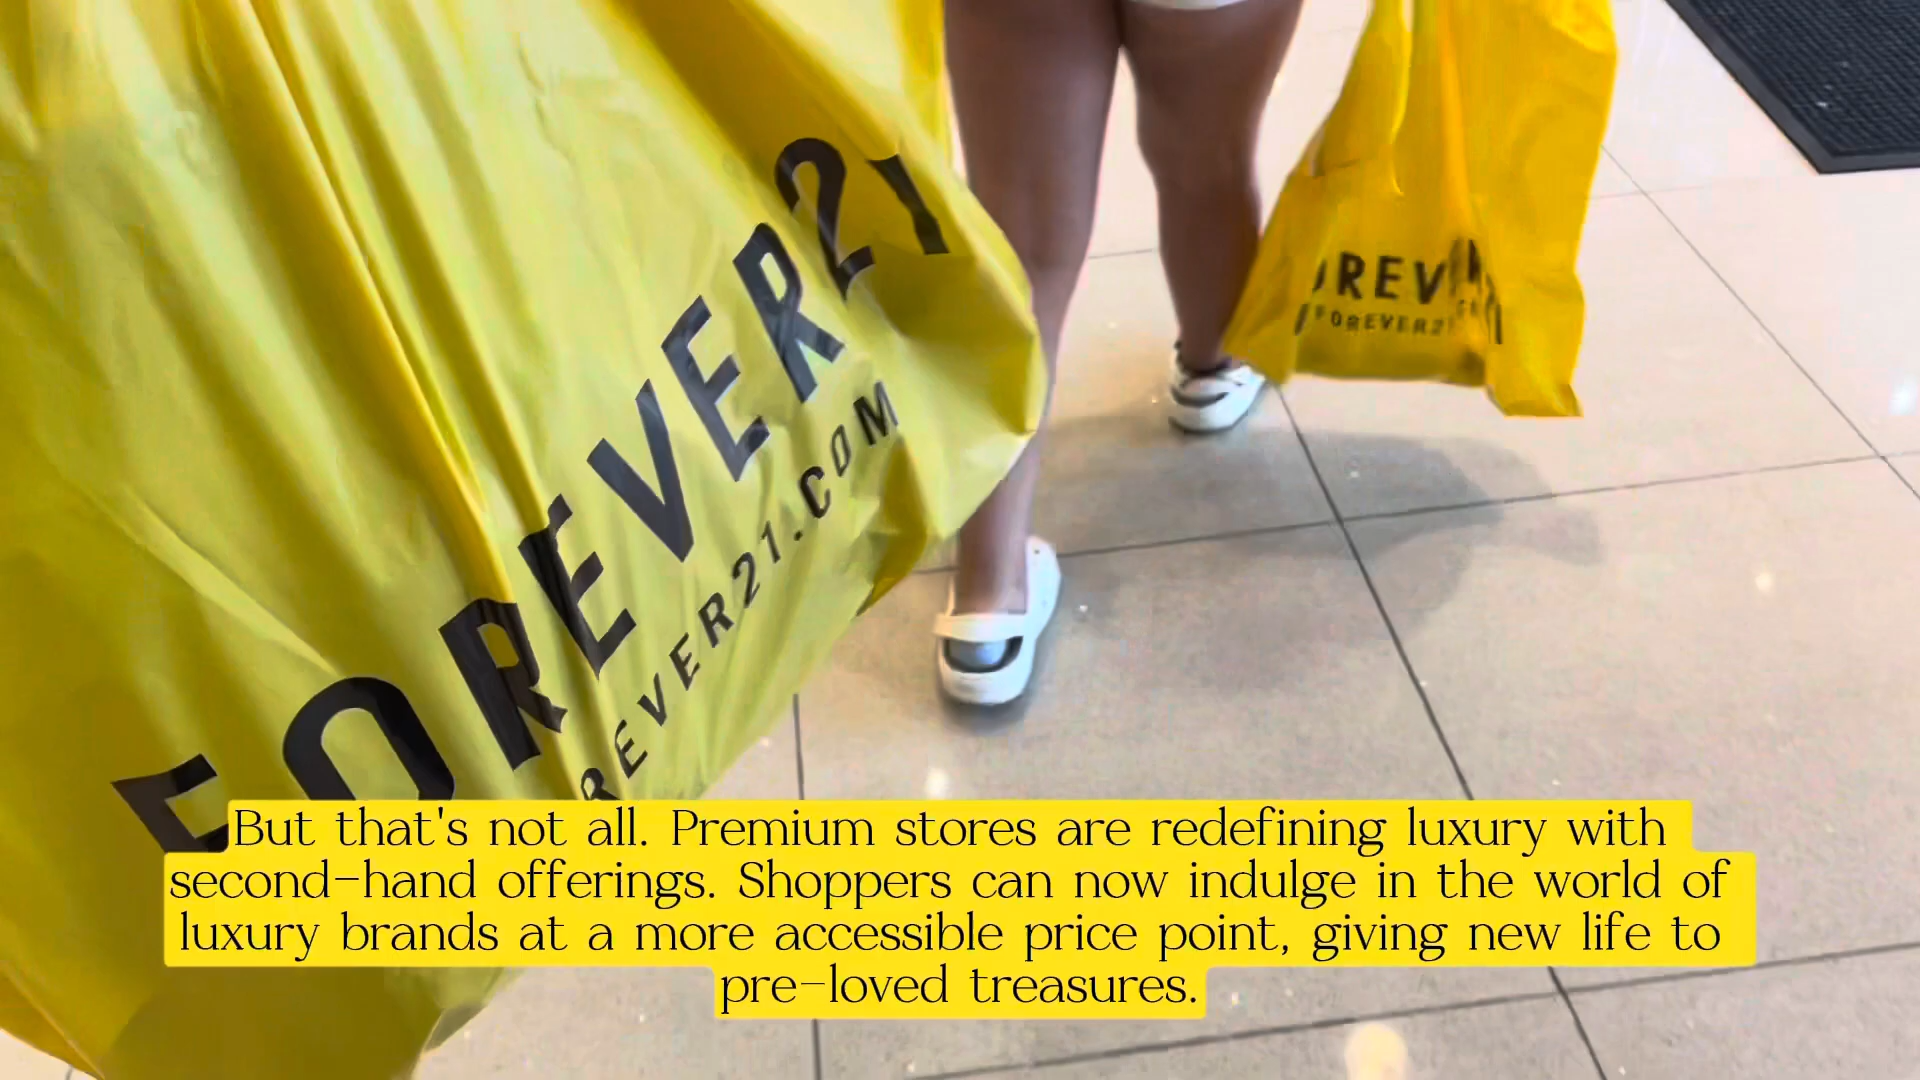 FOREVER21
REVER21.COM
OREVER
FOREVER21
But that's not all. Premium stores are redefining luxury with
second-hand offerings. Shoppers can now indulge in the world of
luxury brands at a more accessible price point, giving new life to
pre-loved treasures.